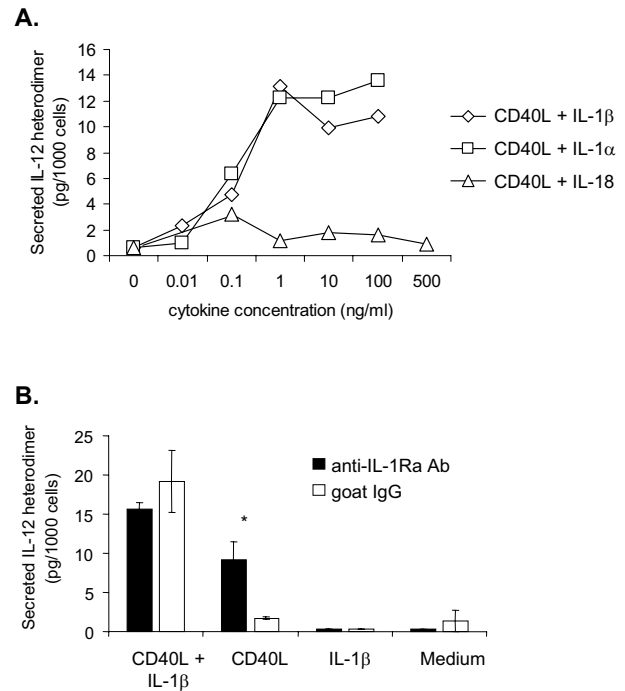 A.
Secreted IL-12 heterodimer
(pg/1000 cells)
16
14
12
10
8
6
4
2
0
0 0.01 0.1 1 10 100 500
cytokine concentration (ng/ml)
CD40L + IL-1β
CD40L + IL-1α
CD40L + IL-18
B.
Secreted IL-12 heterodimer
(pg/1000 cells)
25
20
15
10
5
0
*
anti-IL-1Ra Ab
goat IgG
CD40L + CD40L IL-1β Medium
IL-1β